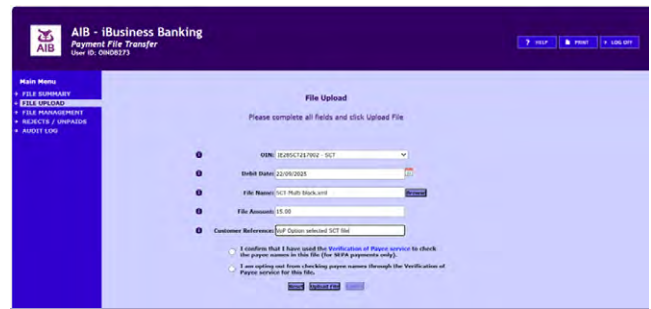 AIB - iBusiness Banking
Payment File Transfer
AIB
User ID: OIND8273
? HELP
PRINT
LOG OFF
Main Menu
FILE SUMMARY
FILE UPLOAD
FILE MANAGEMENT
REJECTS / UNPAIDS
AUDIT LOG
File Upload
Please complete all fields and click Upload File
OIN: IE28SCT217002 - SCT
Debit Date: 22/09/2025
File Name: SCT Multi block.xml Browse
File Amount: 15.00
Customer Reference: VoP Option selected SCT file
I confirm that I have used the Verification of Payee service to check
the payee names in this file (for SEPA payments only).
I am opting out from checking payee names through the Verification of
Payee service for this file.
Reset Upload File